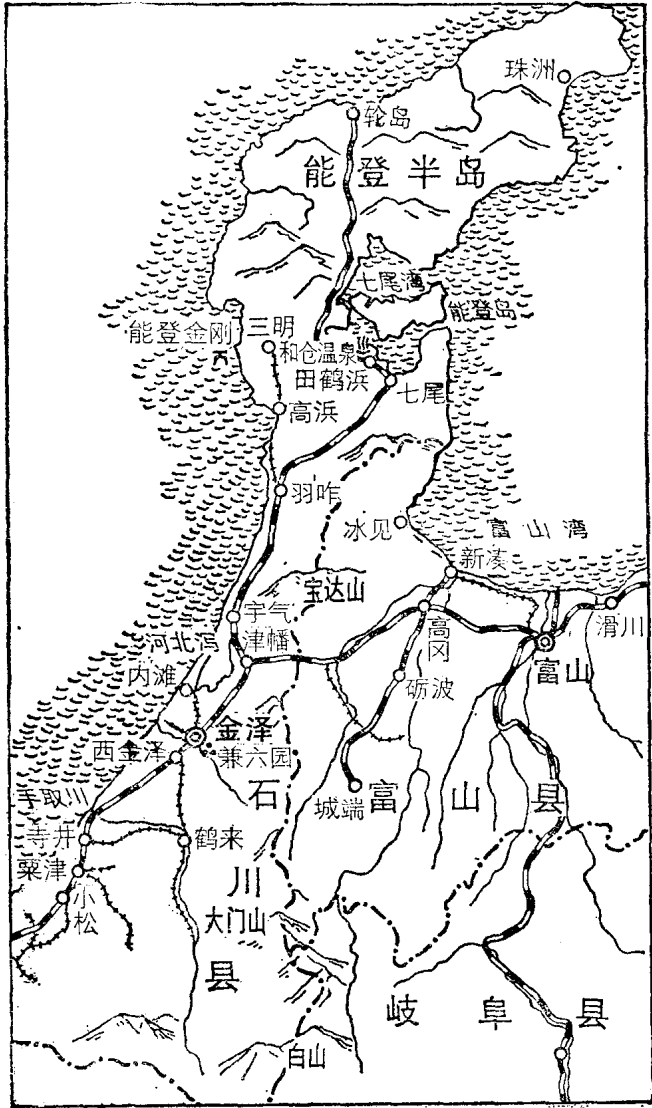 珠洲
轮岛
能登半岛
七尾湾
能登岛
能登金刚
三明
和仓温泉
田鹤浜
七尾
高浜
羽咋
冰见
富山湾
新湊
宝达山
宇气
高冈
滑川
河北泻
津幡
富山
内滩
砺波
金泽
西金泽
兼六园
石川县
富山县
城端
手取川
寺井
鹤来
粟津
小松
大门山
岐阜县
白山